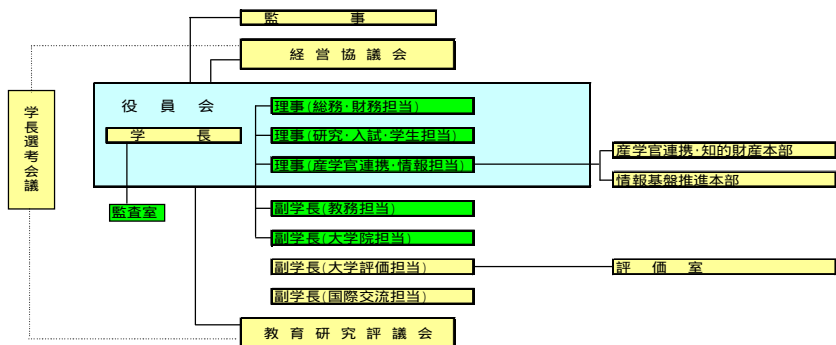 監事
経営協議会
学長選考会議
役員会
学長
監査室
理事(総務・財務担当)
理事(研究・入試・学生担当)
理事(産学官連携・情報担当)
産学官連携・知的財産本部
情報基盤推進本部
副学長(教務担当)
副学長(大学院担当)
副学長(大学評価担当)
評価室
副学長(国際交流担当)
教育研究評議会